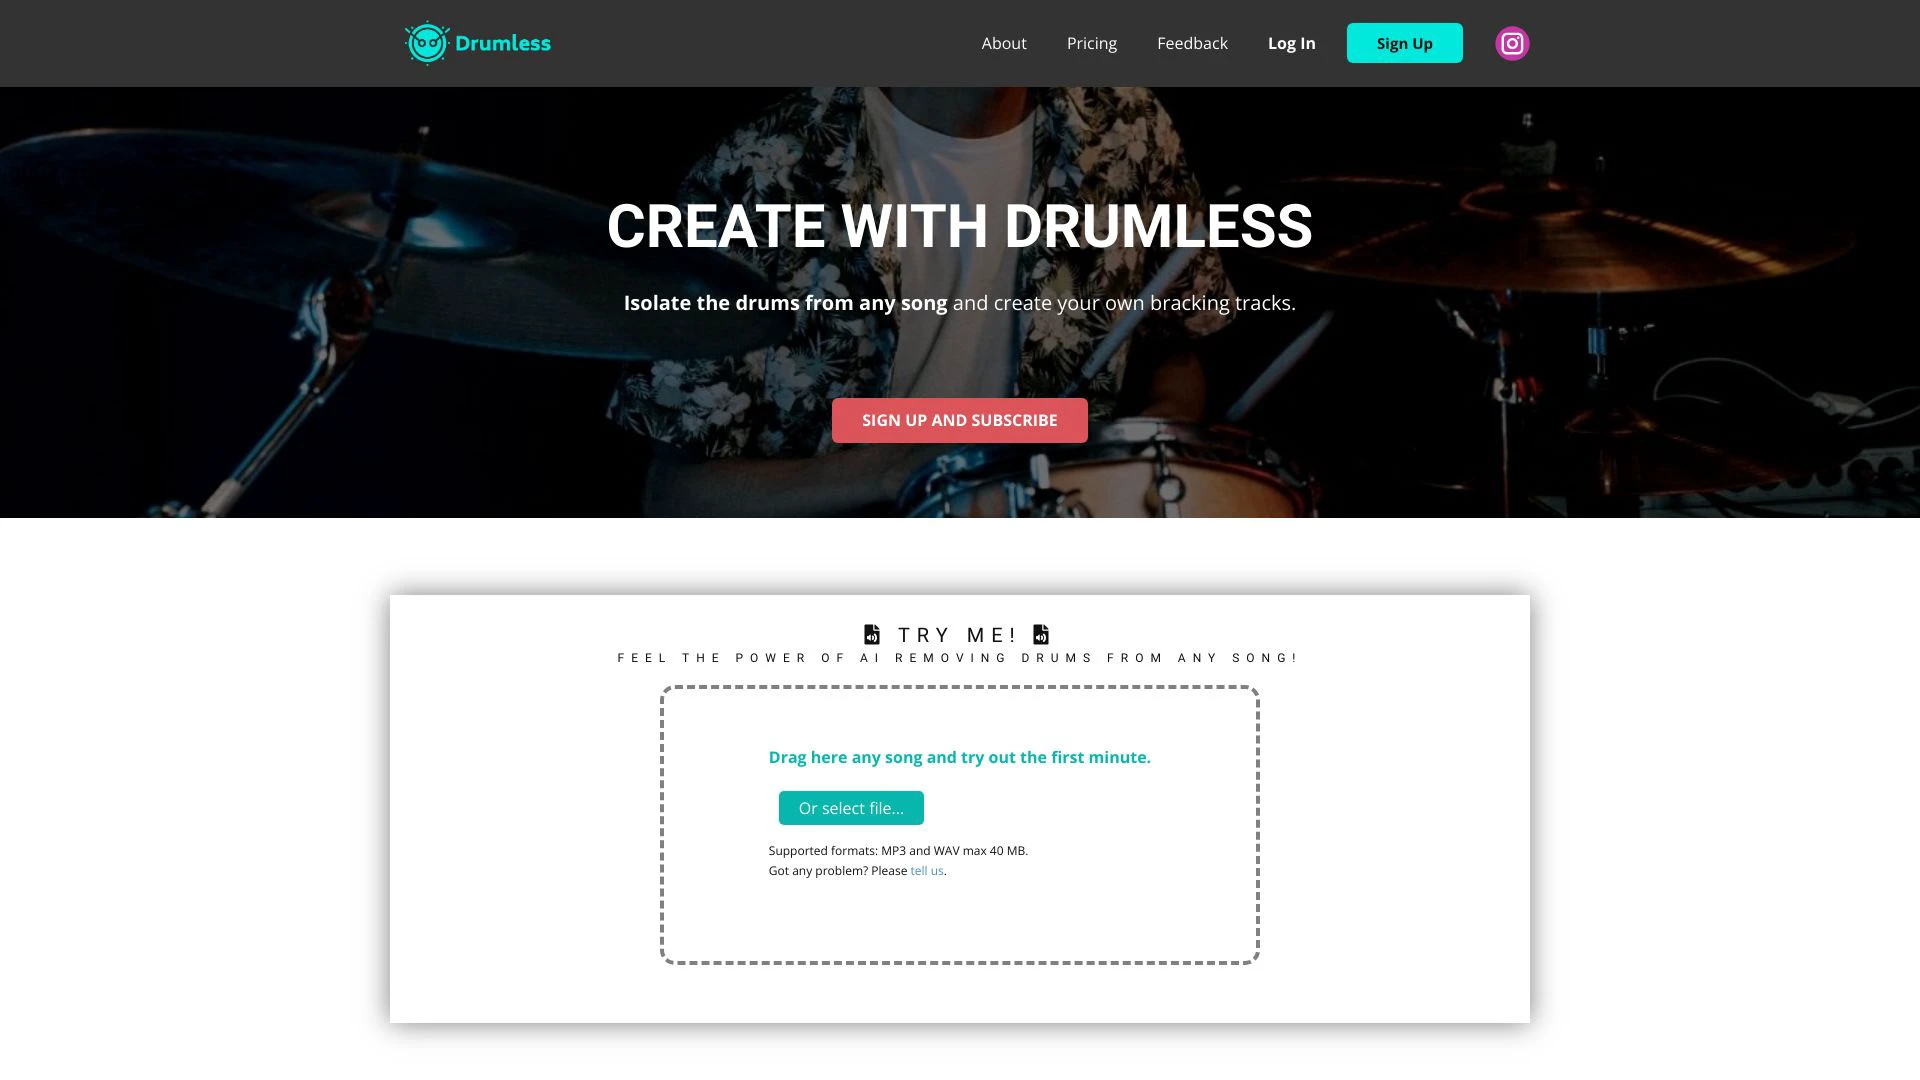 Drumless
About
Pricing
Feedback
Log In
Sign Up
CREATE WITH DRUMLESS
Isolate the drums from any song and create your own bracking tracks.
SIGN UP AND SUBSCRIBE
TRY ME!
FEEL THE POWER OF AI REMOVING DRUMS FROM ANY SONG!
Drag here any song and try out the first minute.
Or select file...
Supported formats: MP3 and WAV max 40 MB.
Got any problem? Please tell us.